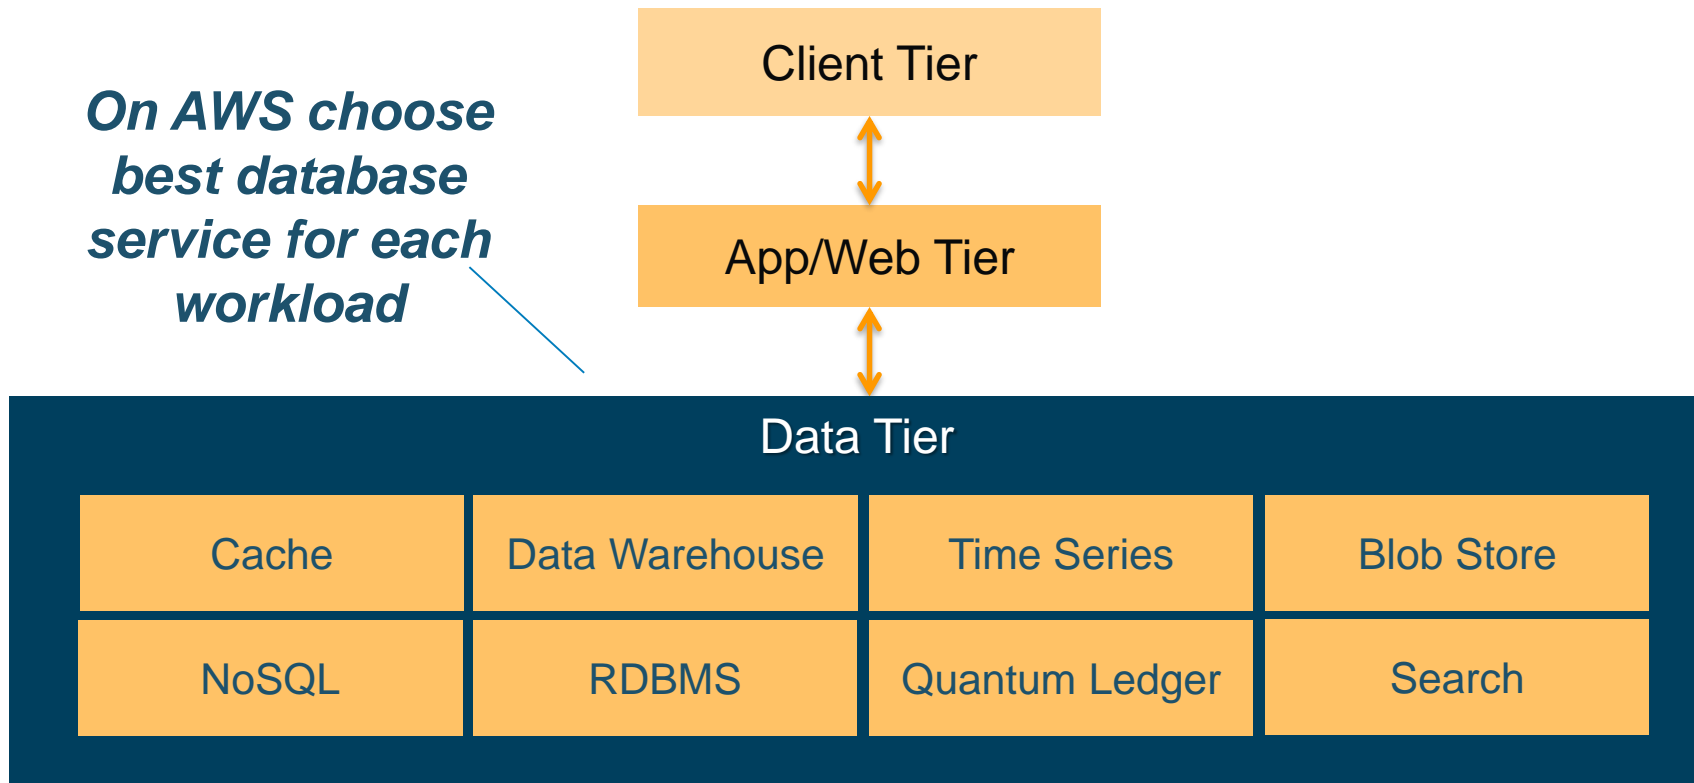 Client Tier
On AWS choose
best database
service for each
workload
App/Web Tier
Data Tier
Cache
Data Warehouse
Time Series
Blob Store
NoSQL
RDBMS
Quantum Ledger
Search